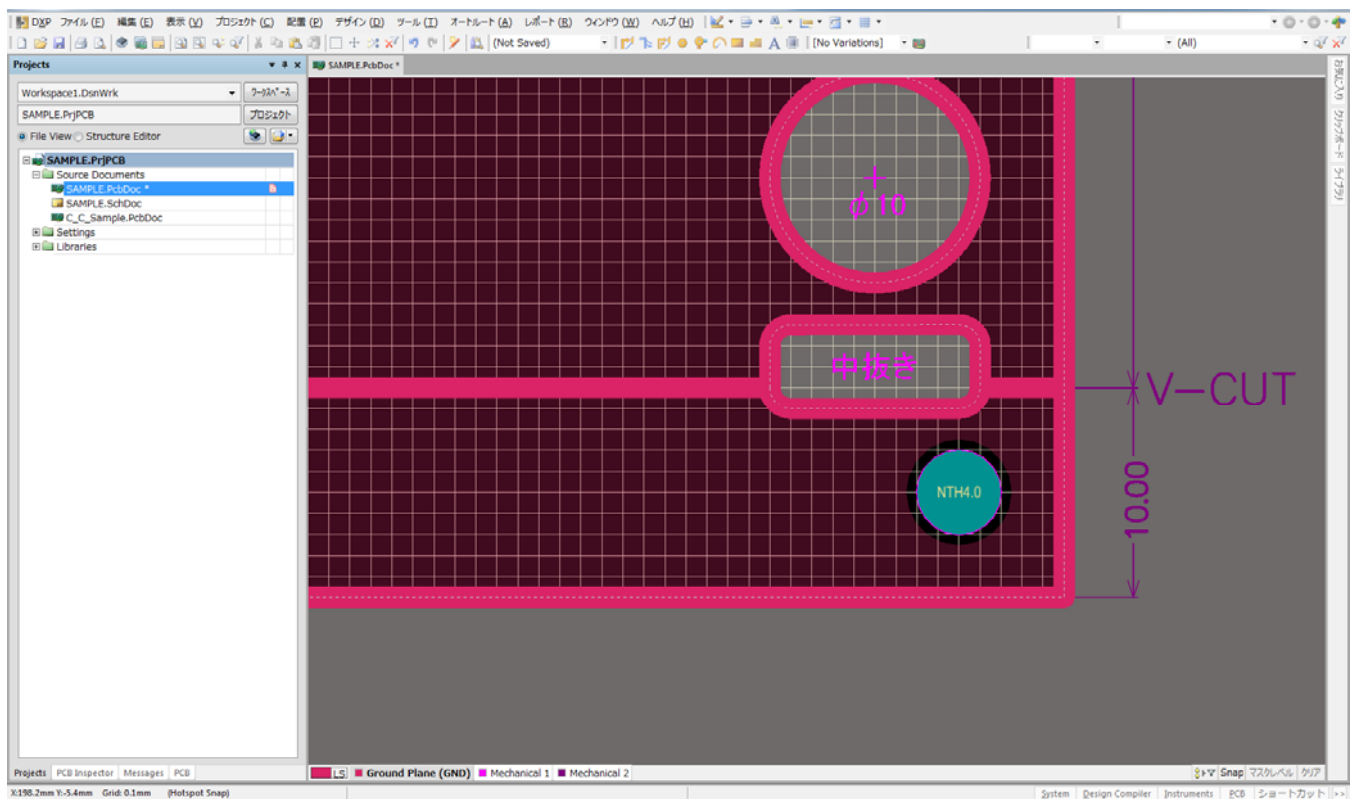 DXP ファイル (F) 編集 (E) 表示 (V) プロジェクト (C) 配置 (P) デザイン (D) ツール (T) オートルート (A) レポート (R) ウィンドウ (W) ヘルプ (H)
(Not Saved) [No Variations] (All)
Projects
SAMPLE.PcbDoc *
Workspace1.DsnWrk ワークスペース
SAMPLE.PrjPCB プロジェクト
File View Structure Editor
SAMPLE.PrjPCB
Source Documents
SAMPLE.PcbDoc *
SAMPLE.SchDoc
C_C_Sample.PcbDoc
Settings
Libraries
お気に入り
クリップボード
ライブラリ
φ10
中抜き
V-CUT
NTH4.0
10.00
Projects PCB Inspector Messages PCB
LS Ground Plane (GND) Mechanical 1 Mechanical 2
Snap マスクレベル クリア
X:198.2mm Y:-5.4mm Grid: 0.1mm (Hotspot Snap)
System Design Compiler Instruments PCB ショートカット >>